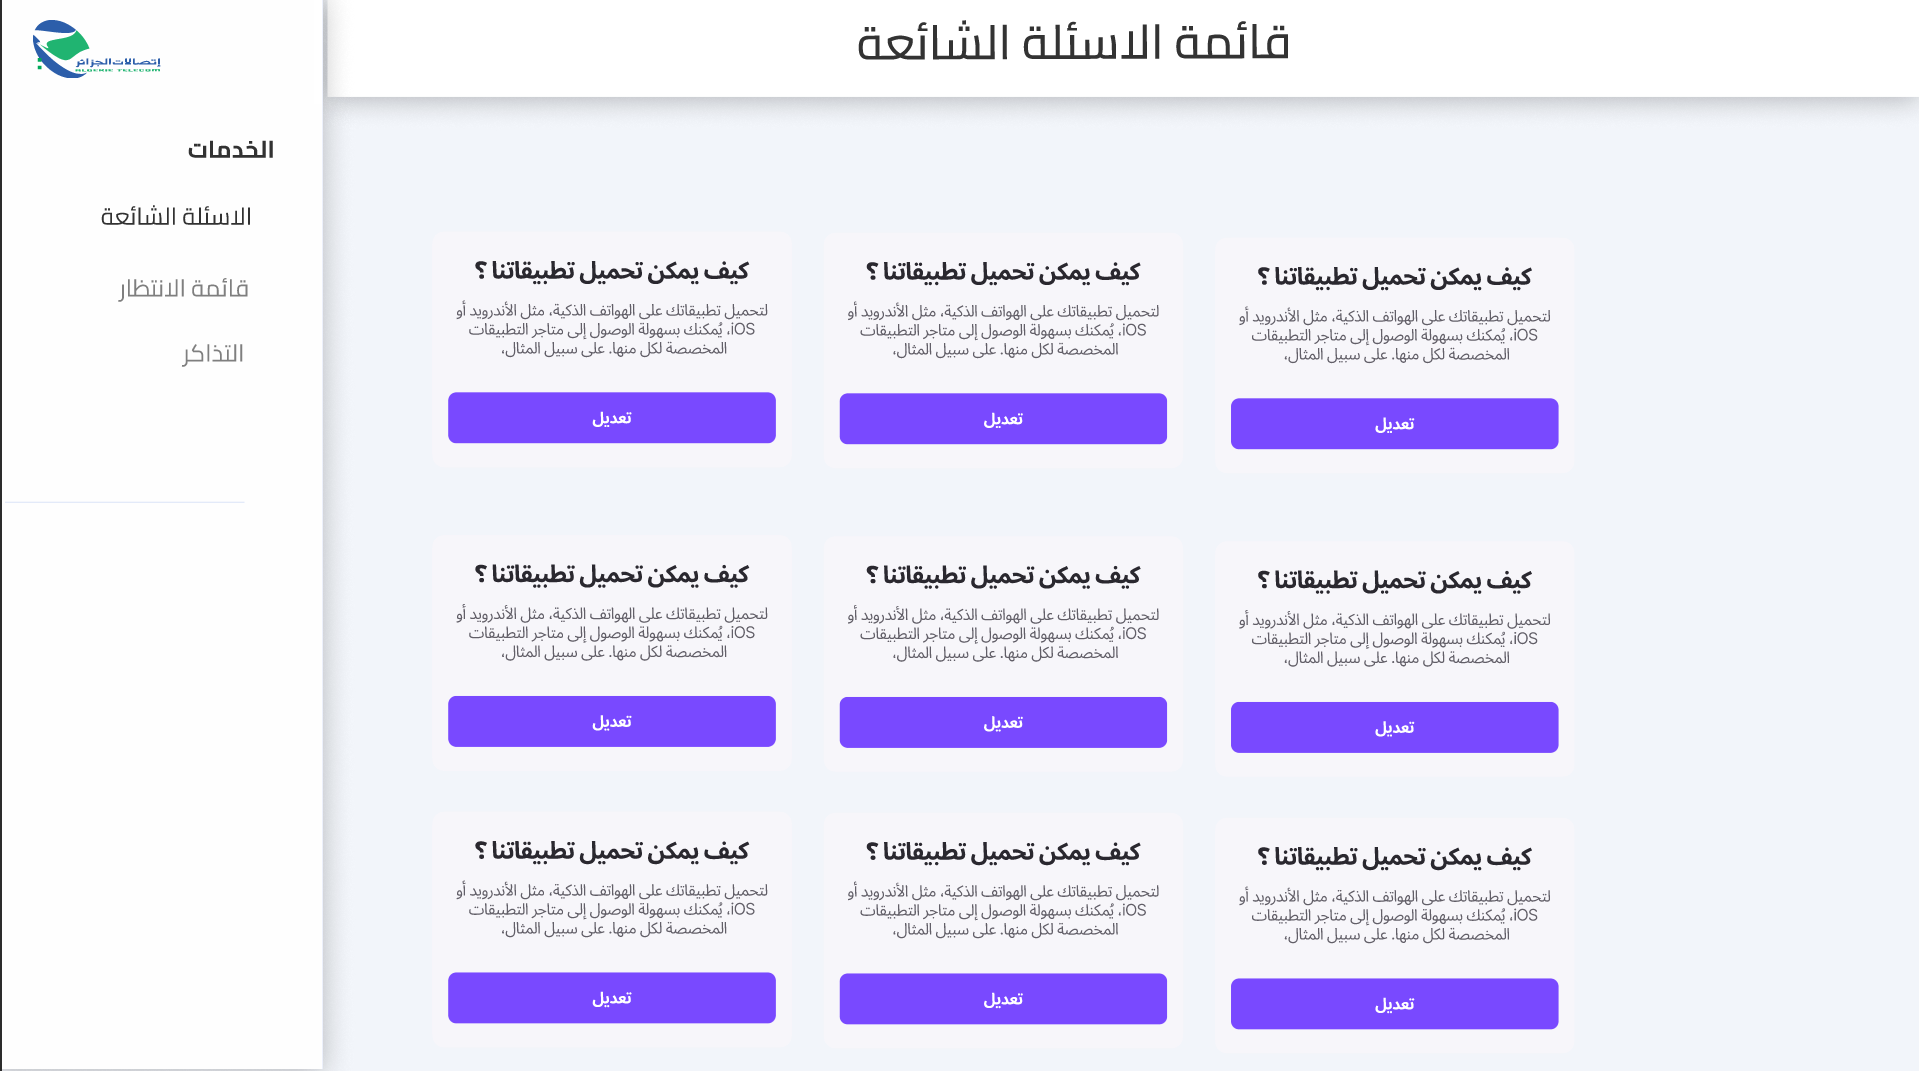 إتصالات الجزائر
ALGERIE TELECOM
قائمة الاسئلة الشائعة
الخدمات
الاسئلة الشائعة
قائمة الانتظار
التذاكر
كيف يمكن تحميل تطبيقاتنا ؟
لتحميل تطبيقاتك على الهواتف الذكية، مثل الأندرويد أو
iOS، يُمكنك بسهولة الوصول إلى متاجر التطبيقات
المخصصة لكل منها. على سبيل المثال،
تعديل
كيف يمكن تحميل تطبيقاتنا ؟
لتحميل تطبيقاتك على الهواتف الذكية، مثل الأندرويد أو
iOS، يُمكنك بسهولة الوصول إلى متاجر التطبيقات
المخصصة لكل منها. على سبيل المثال،
تعديل
كيف يمكن تحميل تطبيقاتنا ؟
لتحميل تطبيقاتك على الهواتف الذكية، مثل الأندرويد أو
iOS، يُمكنك بسهولة الوصول إلى متاجر التطبيقات
المخصصة لكل منها. على سبيل المثال،
تعديل
كيف يمكن تحميل تطبيقاتنا ؟
لتحميل تطبيقاتك على الهواتف الذكية، مثل الأندرويد أو
iOS، يُمكنك بسهولة الوصول إلى متاجر التطبيقات
المخصصة لكل منها. على سبيل المثال،
تعديل
كيف يمكن تحميل تطبيقاتنا ؟
لتحميل تطبيقاتك على الهواتف الذكية، مثل الأندرويد أو
iOS، يُمكنك بسهولة الوصول إلى متاجر التطبيقات
المخصصة لكل منها. على سبيل المثال،
تعديل
كيف يمكن تحميل تطبيقاتنا ؟
لتحميل تطبيقاتك على الهواتف الذكية، مثل الأندرويد أو
iOS، يُمكنك بسهولة الوصول إلى متاجر التطبيقات
المخصصة لكل منها. على سبيل المثال،
تعديل
كيف يمكن تحميل تطبيقاتنا ؟
لتحميل تطبيقاتك على الهواتف الذكية، مثل الأندرويد أو
iOS، يُمكنك بسهولة الوصول إلى متاجر التطبيقات
المخصصة لكل منها. على سبيل المثال،
تعديل
كيف يمكن تحميل تطبيقاتنا ؟
لتحميل تطبيقاتك على الهواتف الذكية، مثل الأندرويد أو
iOS، يُمكنك بسهولة الوصول إلى متاجر التطبيقات
المخصصة لكل منها. على سبيل المثال،
تعديل
كيف يمكن تحميل تطبيقاتنا ؟
لتحميل تطبيقاتك على الهواتف الذكية، مثل الأندرويد أو
iOS، يُمكنك بسهولة الوصول إلى متاجر التطبيقات
المخصصة لكل منها. على سبيل المثال،
تعديل